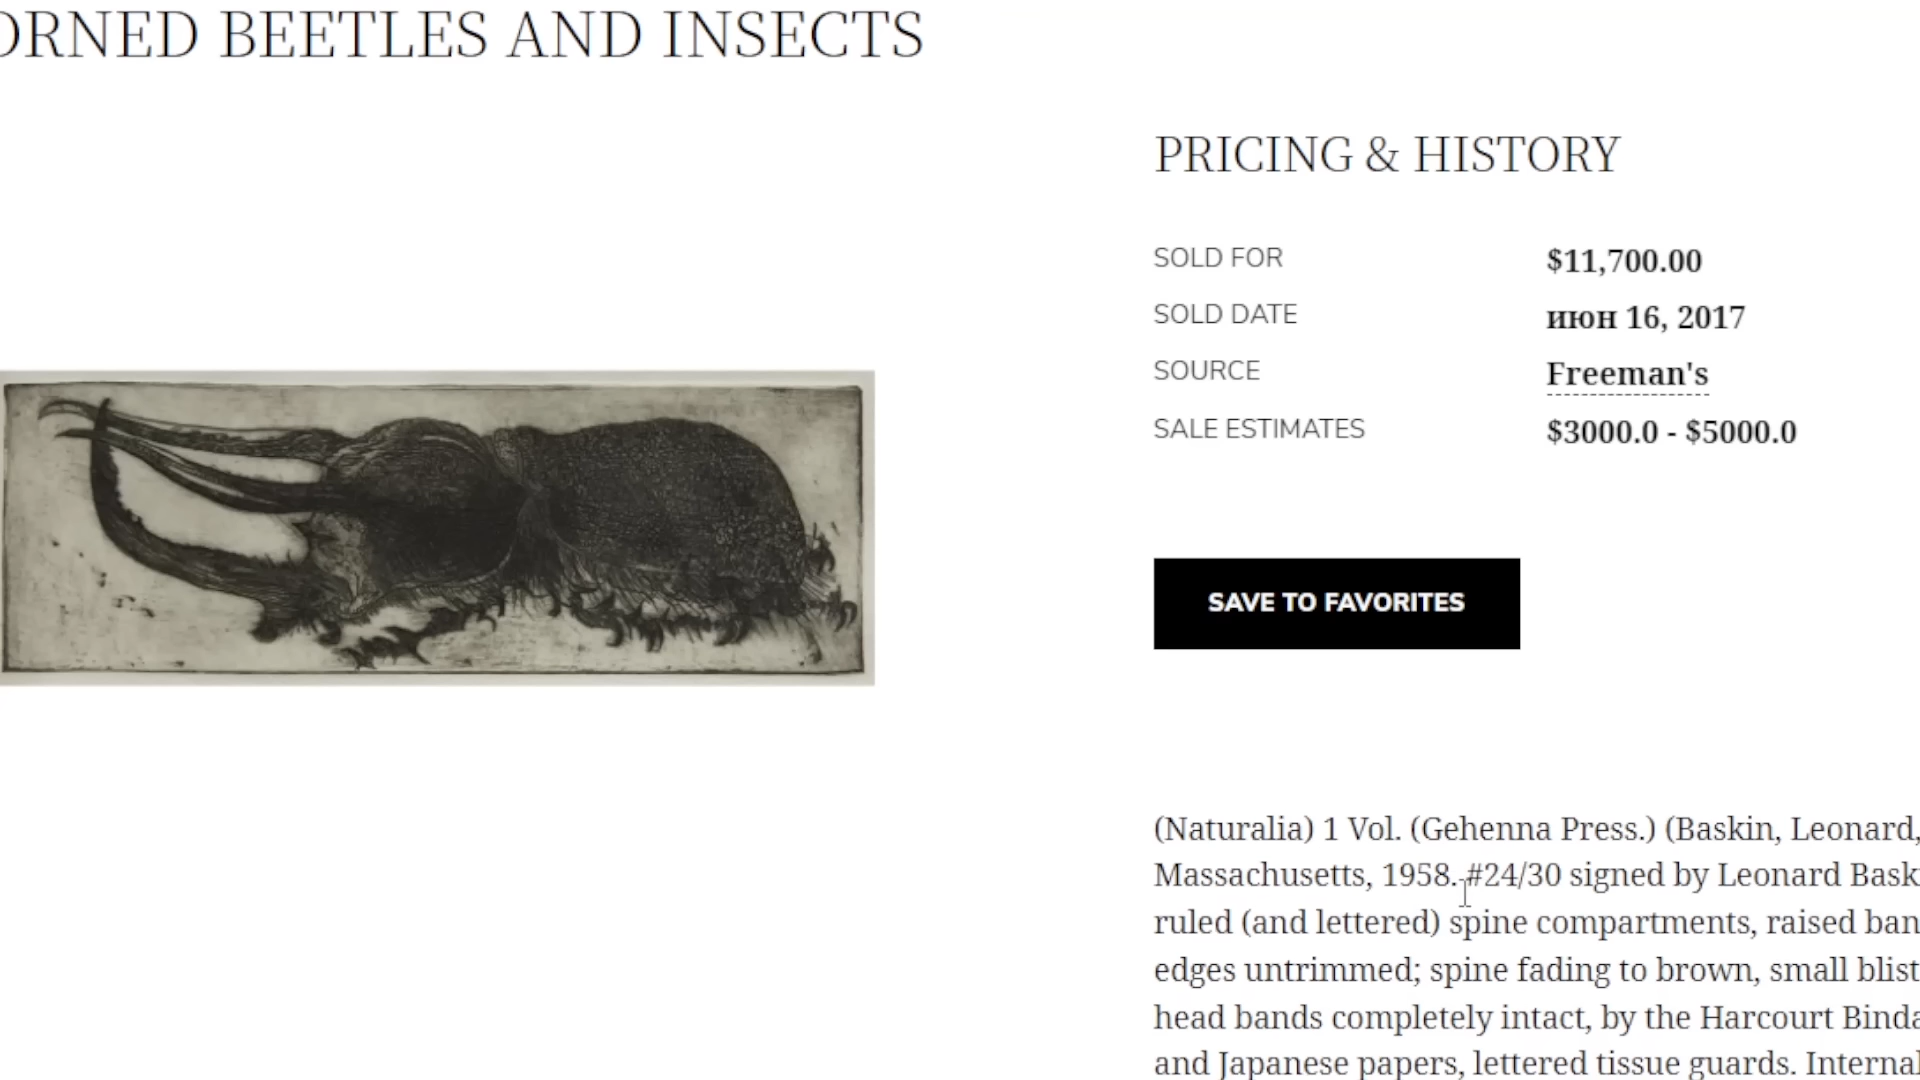 ORNED BEETLES AND INSECTS
PRICING & HISTORY
SOLD FOR $11,700.00
SOLD DATE июн 16, 2017
SOURCE Freeman's
SALE ESTIMATES $3000.0 - $5000.0
SAVE TO FAVORITES
(Naturalia) 1 Vol. (Gehenna Press.) (Baskin, Leonard,
Massachusetts, 1958. #24/30 signed by Leonard Bask
ruled (and lettered) spine compartments, raised ban
edges untrimmed; spine fading to brown, small blist
head bands completely intact, by the Harcourt Binda
and Japanese papers, lettered tissue guards. Internal